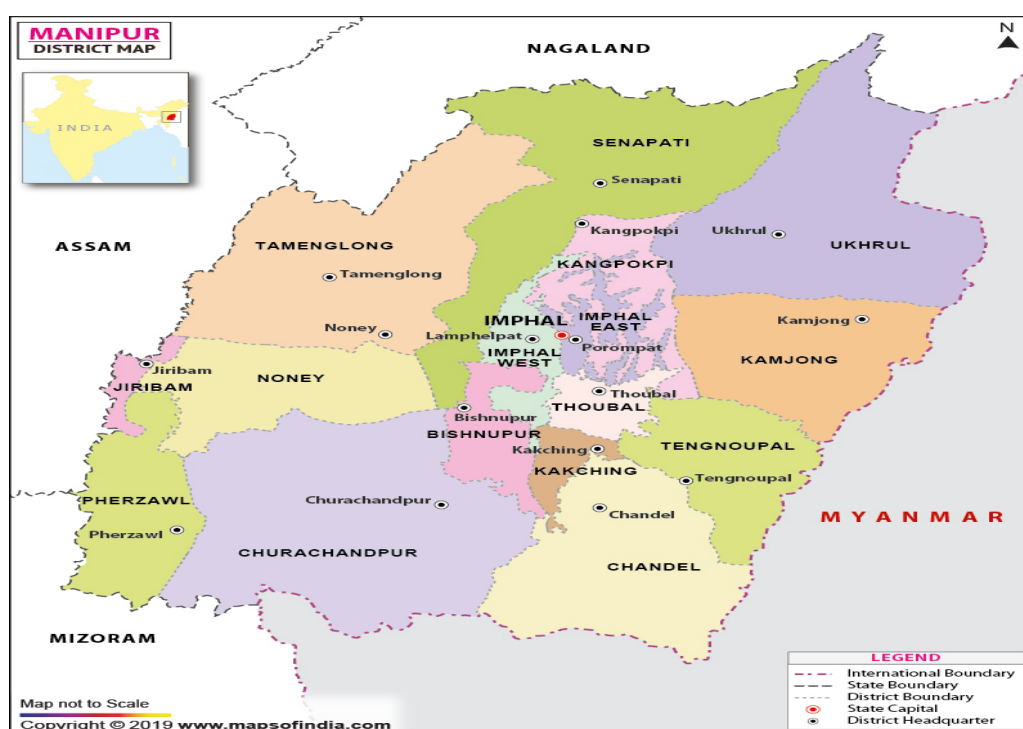 MANIPUR
DISTRICT MAP
N
NAGALAND
INDIA
SENAPATI
Senapati
ASSAM
TAMENGLONG
Tamenglong
Kangpokpi
KANGPOKPI
Ukhrul
UKHRUL
Noney
NONEY
IMPHAL
Lamphelpat
IMPHAL
WEST
IMPHAL
EAST
Porompat
Kamjong
KAMJONG
Jiribam
JIRIBAM
Bishnupur
BISHNUPUR
Thoubal
THOUBAL
Kakching
KAKCHING
TENGNOUPAL
Tengnoupal
PHERZAWL
Pherzawl
Churachandpur
CHURACHANDPUR
Chandel
CHANDEL
MYANMAR
MIZORAM
LEGEND
International Boundary
State Boundary
District Boundary
State Capital
District Headquarter
Map not to Scale
Copyright © 2019 www.mapsofindia.com